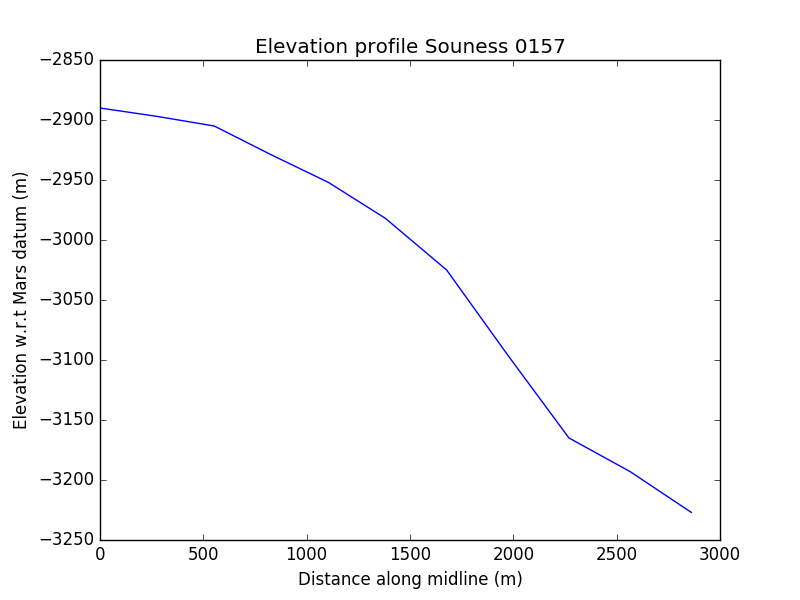 Elevation profile Souness 0157
Elevation w.r.t Mars datum (m)
−2850
−2900
−2950
−3000
−3050
−3100
−3150
−3200
−3250
0 500 1000 1500 2000 2500 3000
Distance along midline (m)